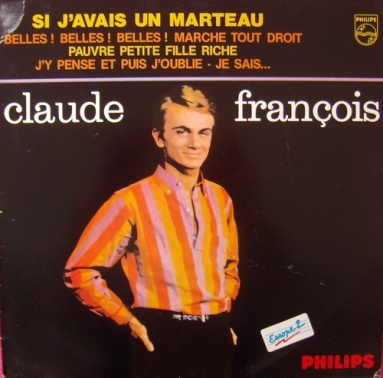 SI J'AVAIS UN MARTEAU
PHILIPS
BELLES ! BELLES ! BELLES ! MARCHE TOUT DROIT
PAUVRE PETITE FILLE RICHE
J'Y PENSE ET PUIS J'OUBLIE - JE SAIS...
claude françois
Europe 2
PHILIPS